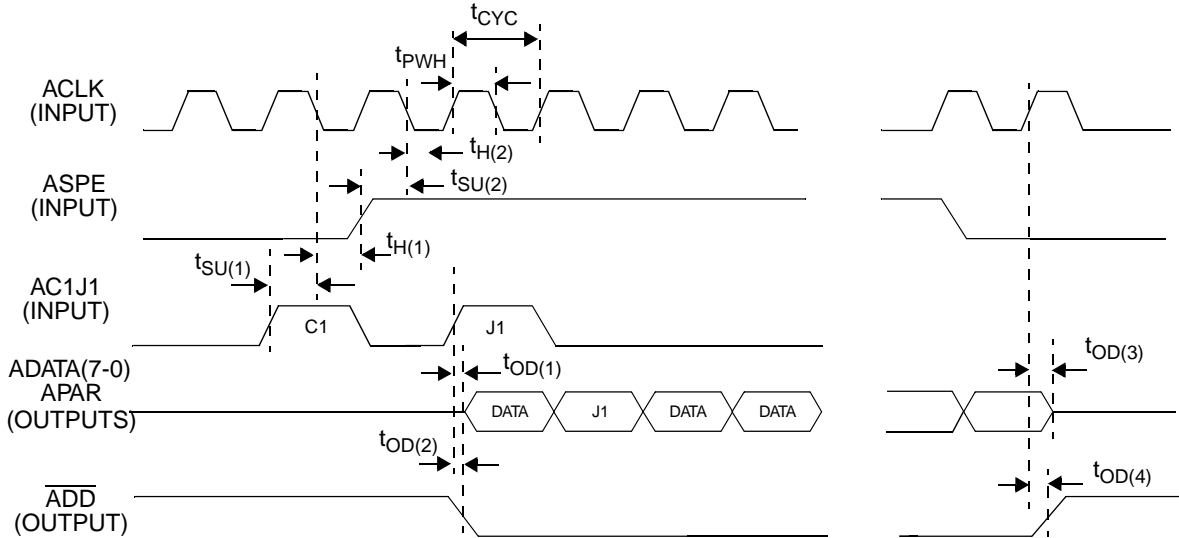 tCYC
tPWH
ACLK
(INPUT)
tH(2)
ASPE
(INPUT)
tSU(2)
tH(1)
tSU(1)
AC1J1
(INPUT)
C1
J1
ADATA(7-0)
APAR
(OUTPUTS)
tOD(1)
tOD(3)
DATA
J1
DATA
DATA
tOD(2)
tOD(4)
ADD
(OUTPUT)